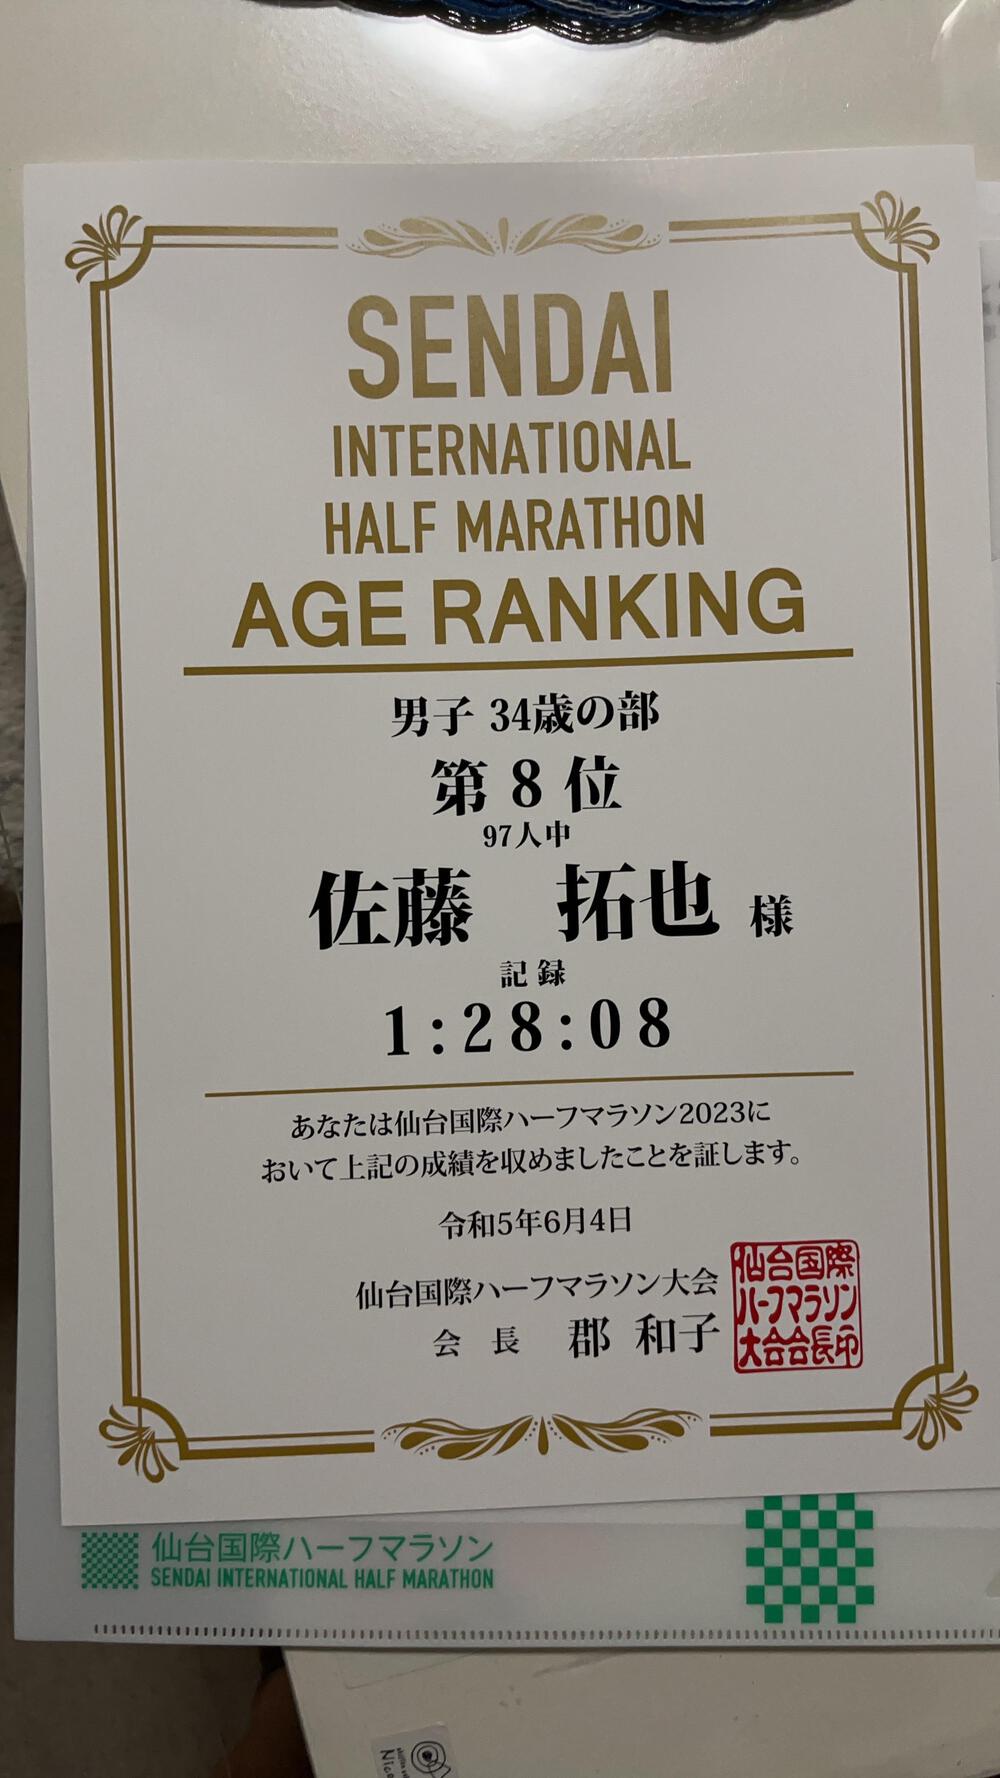 SENDAI
INTERNATIONAL
HALF MARATHON
AGE RANKING
男子 34歳の部
第 8 位
97人中
佐藤 拓也 様
記録
1:28:08
あなたは仙台国際ハーフマラソン2023に
おいて上記の成績を収めましたことを証します。
令和5年6月4日
仙台国際ハーフマラソン大会
会 長 郡 和子
仙台国際
ハーフマラソン
大会会長印
仙台国際ハーフマラソン
SENDAI INTERNATIONAL HALF MARATHON